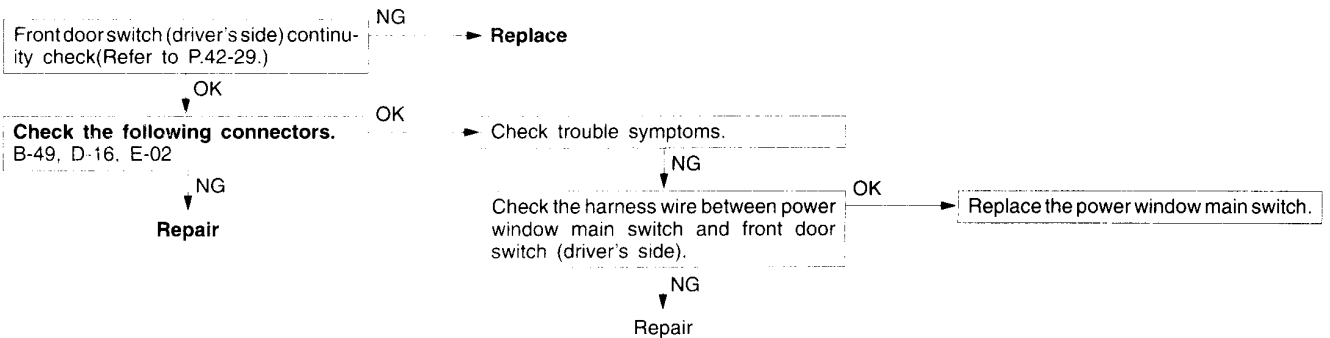 NG
Front door switch (driver's side) continu-
ity check(Refer to P.42-29.)
Replace
OK
Check the following connectors.
B-49, D-16, E-02
OK
Check trouble symptoms.
NG
Repair
NG
Check the harness wire between power
window main switch and front door
switch (driver's side).
OK
Replace the power window main switch.
NG
Repair